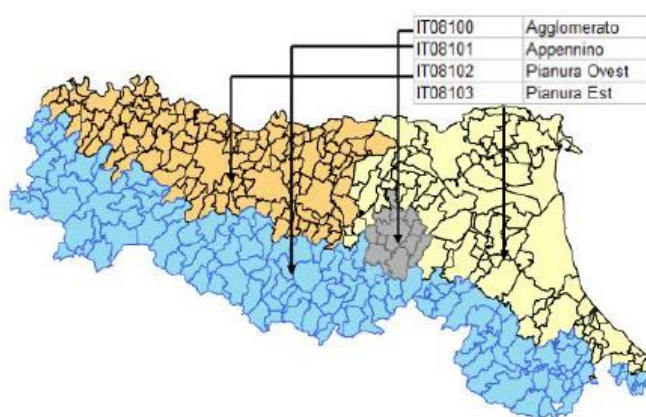 IT08100 Agglomerato
IT08101 Appennino
IT08102 Pianura Ovest
IT08103 Pianura Est